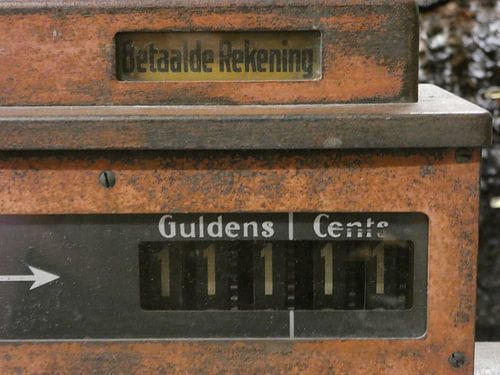 Betaalde Rekening
Guldens Cents
1 1 1 1 1